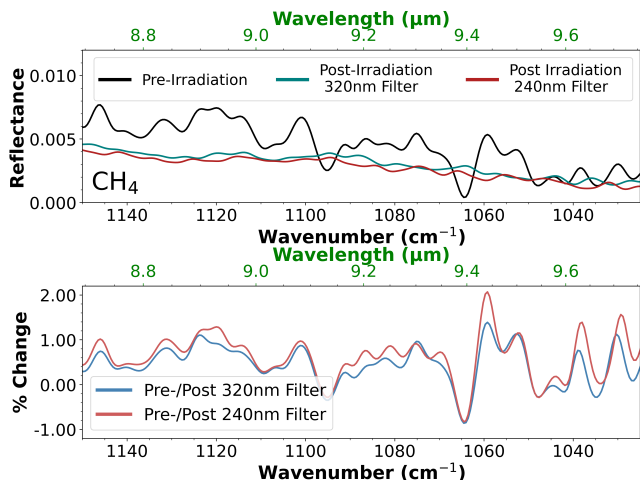 Wavelength (μm)
8.8 9.0 9.2 9.4 9.6
Reflectance
0.010
0.005
0.000
Pre-Irradiation
Post-Irradiation
320nm Filter
Post Irradiation
240nm Filter
CH₄
1140 1120 1100 1080 1060 1040
Wavenumber (cm⁻¹)
Wavelength (μm)
8.8 9.0 9.2 9.4 9.6
% Change
2.00
1.00
0.00
-1.00
Pre-/Post 320nm Filter
Pre-/Post 240nm Filter
1140 1120 1100 1080 1060 1040
Wavenumber (cm⁻¹)